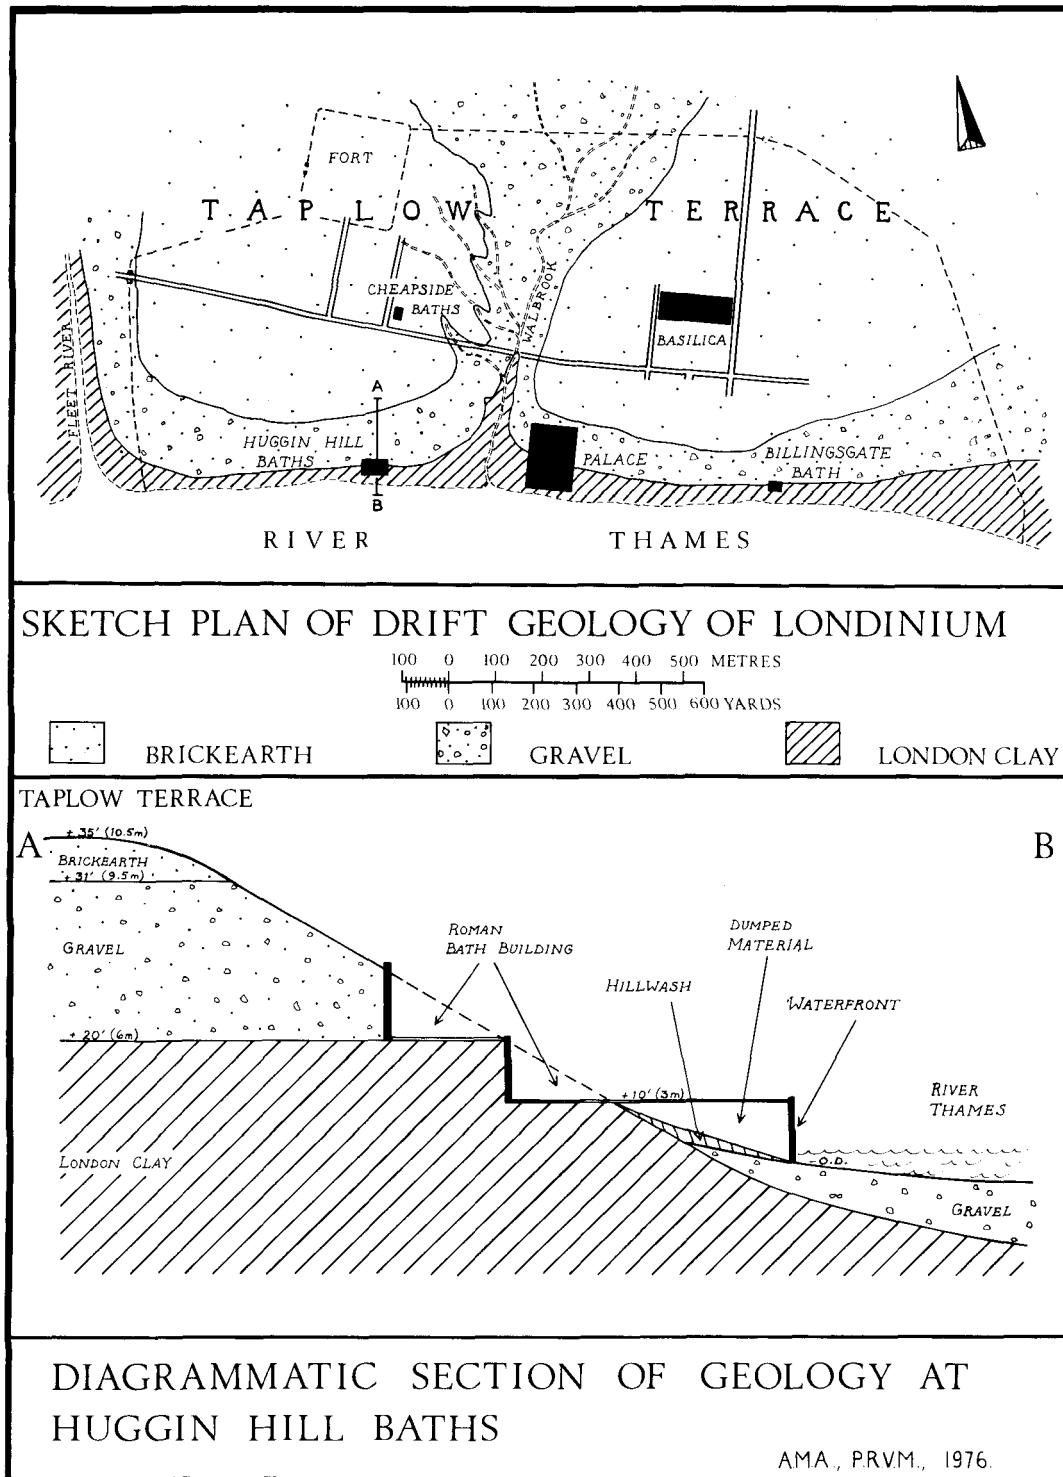 FORT
TAPLOW TERRACE
CHEAPSIDE
BATHS
WALBROOK
BASILICA
FLEET RIVER
A
HUGGIN HILL
BATHS
B
PALACE
BILLINGSGATE
BATH
RIVER THAMES
SKETCH PLAN OF DRIFT GEOLOGY OF LONDINIUM
100 0 100 200 300 400 500 METRES
100 0 100 200 300 400 500 600 YARDS
BRICKEARTH GRAVEL LONDON CLAY
TAPLOW TERRACE
A B
+ 35' (10.5m)
BRICKEARTH
+ 31' (9.5m)
GRAVEL
ROMAN
BATH BUILDING
DUMPED
MATERIAL
HILLWASH
WATERFRONT
+ 20' (6m)
+10' (3m)
RIVER
THAMES
LONDON CLAY
O.D.
GRAVEL
DIAGRAMMATIC SECTION OF GEOLOGY AT
HUGGIN HILL BATHS
A.M.A., P.R.V.M., 1976.